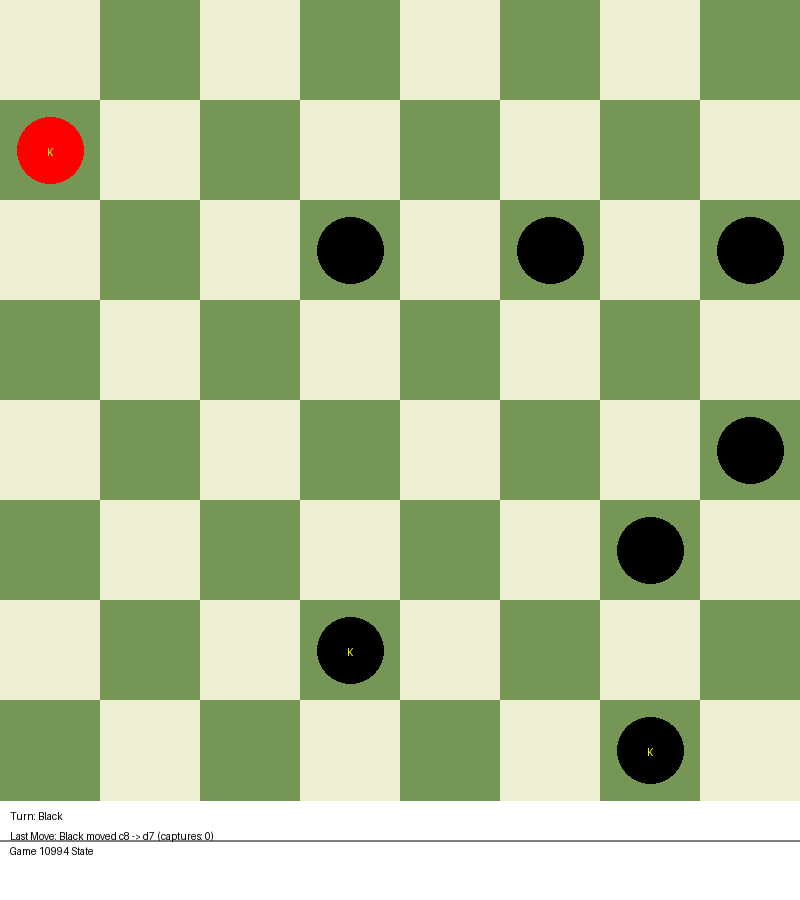 K
K
K
Turn: Black
Last Move: Black moved c8 -> d7 (captures: 0)
Game 10994 State